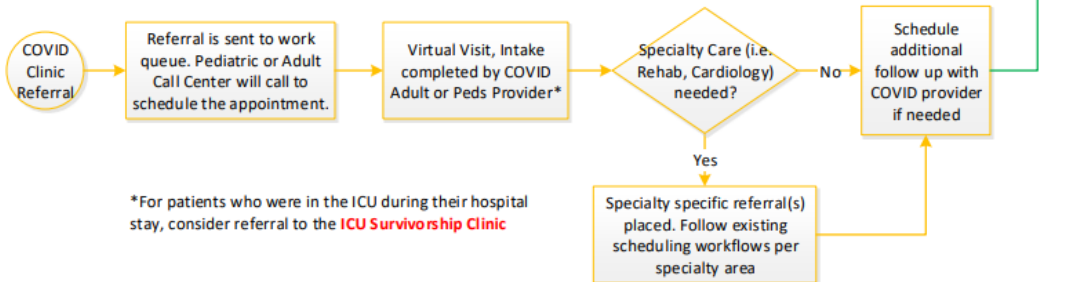 COVID
Clinic
Referral
Referral is sent to work
queue. Pediatric or Adult
Call Center will call to
schedule the appointment.
Virtual Visit, Intake
completed by COVID
Adult or Peds Provider*
Specialty Care (i.e.
Rehab, Cardiology)
needed?
No
Schedule
additional
follow up with
COVID provider
if needed
Yes
Specialty specific referral(s)
placed. Follow existing
scheduling workflows per
specialty area
*For patients who were in the ICU during their hospital
stay, consider referral to the ICU Survivorship Clinic